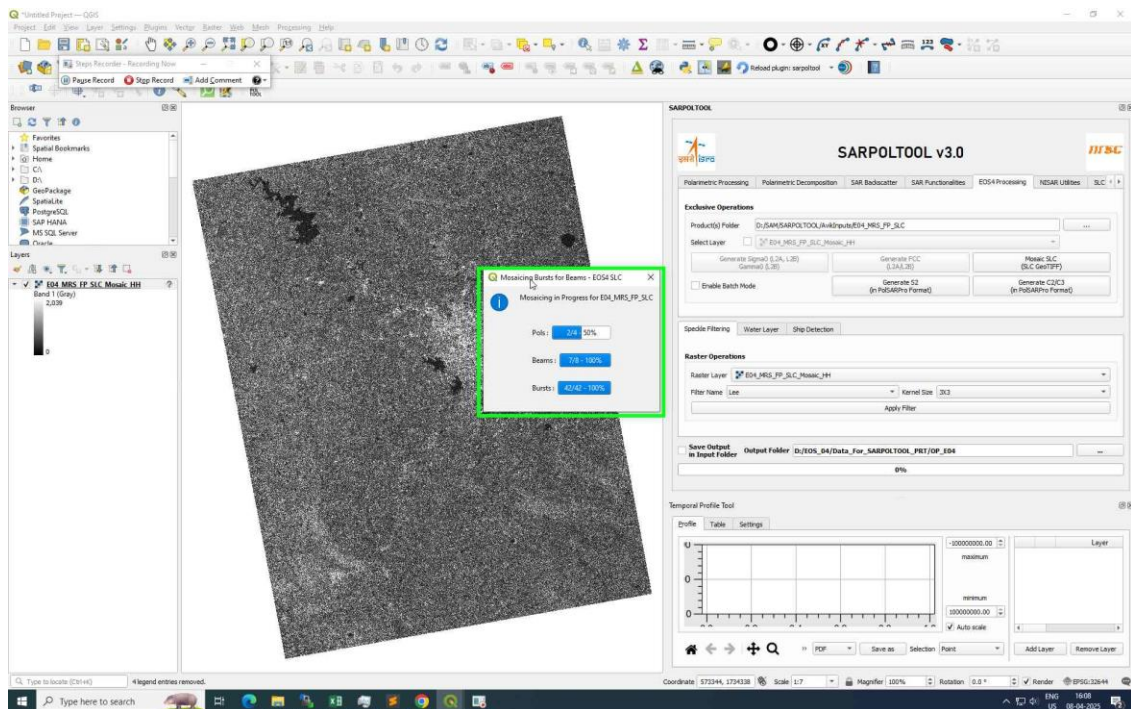 *Untitled Project — QGIS
Project Edit View Layer Settings Plugins Vector Raster Web Mesh Processing Help
Steps Recorder - Recording Now
Reload plugin: sarpoltool
Pause Record Stop Record Add Comment
Browser
Favorites
Spatial Bookmarks
Home
C:\
D:\
GeoPackage
SpatiaLite
PostgreSQL
SAP HANA
MS SQL Server
Oracle
Layers
E04_MRS_FP_SLC_Mosaic_HH
Band 1 (Gray)
2,039
0
Mosaicing Bursts for Beams - EOS4 SLC
Mosaicing in Progress for E04_MRS_FP_SLC
Pols : 2/4 - 50%
Beams : 7/8 - 100%
Bursts : 42/42 - 100%
SARPOLTOOL
इसरो isro
SARPOLTOOL v3.0
nrsc
Polarimetric Processing Polarimetric Decomposition SAR Backscatter SAR Functionalities EOS4 Processing NISAR Utilities SLC
Exclusive Operations
Product(s) Folder D:/SAM/SARPOLTOOL/AvikInputs/E04_MRS_FP_SLC ...
Select Layer E04_MRS_FP_SLC_Mosaic_HH
Generate Sigma0 (L2A, L2B) Generate FCC Mosaic SLC
Gamma0 (L2B) (L2A/L2B) (SLC GeoTIFF)
Enable Batch Mode Generate S2 Generate C2/C3
(in PolSARPro Format) (in PolSARPro Format)
Speckle Filtering Water Layer Ship Detection
Raster Operations
Raster Layer E04_MRS_FP_SLC_Mosaic_HH
Filter Name Lee Kernel Size 3X3
Apply Filter
Save Output in Input Folder Output Folder D:/EOS_04/Data_For_SARPOLTOOL_PRT/OP_E04 ...
0%
Temporal Profile Tool
Profile Table Settings
-100000000.00
maximum
minimum
100000000.00
Auto scale
Layer
PDF Save as Selection Point Add Layer Remove Layer
Type to locate (Ctrl+K) 4 legend entries removed. Coordinate 573344, 1734338 Scale 1:7 Magnifier 100% Rotation 0.0 ° Render EPSG:32644
Type here to search ENG 16:08
US 08-04-2025